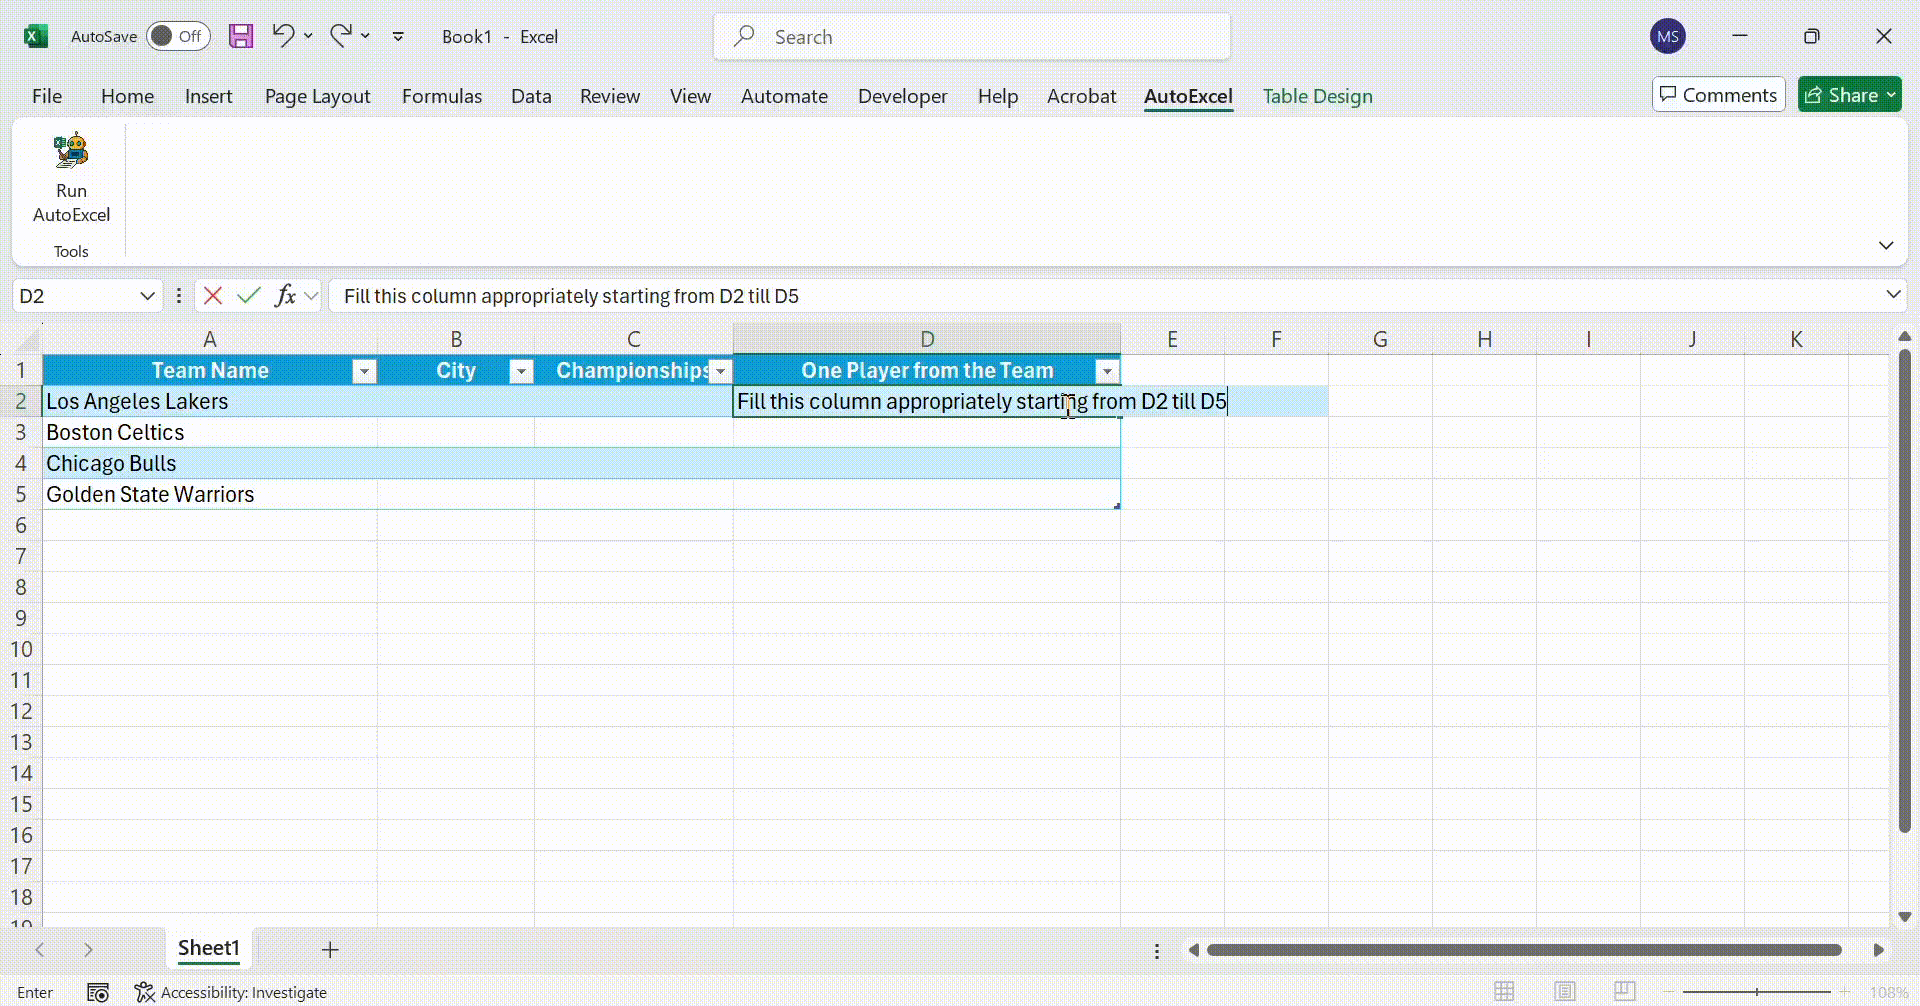 AutoSave Off Book1 - Excel Search MS
File Home Insert Page Layout Formulas Data Review View Automate Developer Help Acrobat AutoExcel Table Design Comments Share
Run
AutoExcel
Tools
D2 fx Fill this column appropriately starting from D2 till D5
A B C D E F G H I J K
1 Team Name City Championships One Player from the Team
2 Los Angeles Lakers Fill this column appropriately starting from D2 till D5
3 Boston Celtics
4 Chicago Bulls
5 Golden State Warriors
6
7
8
9
10
11
12
13
14
15
16
17
18
19
Sheet1
Enter Accessibility: Investigate 108%